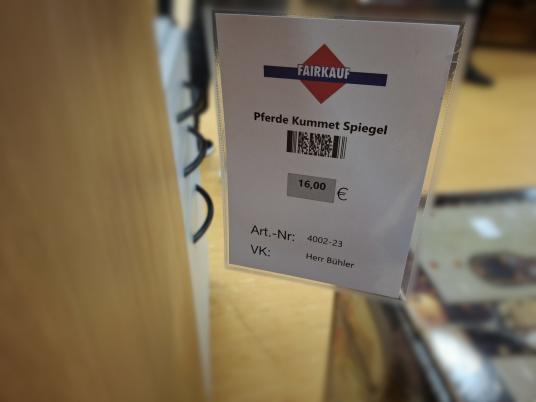 FAIRKAUF
Pferde Kummet Spiegel
16,00 €
Art.-Nr: 4002-23
VK: Herr Bühler